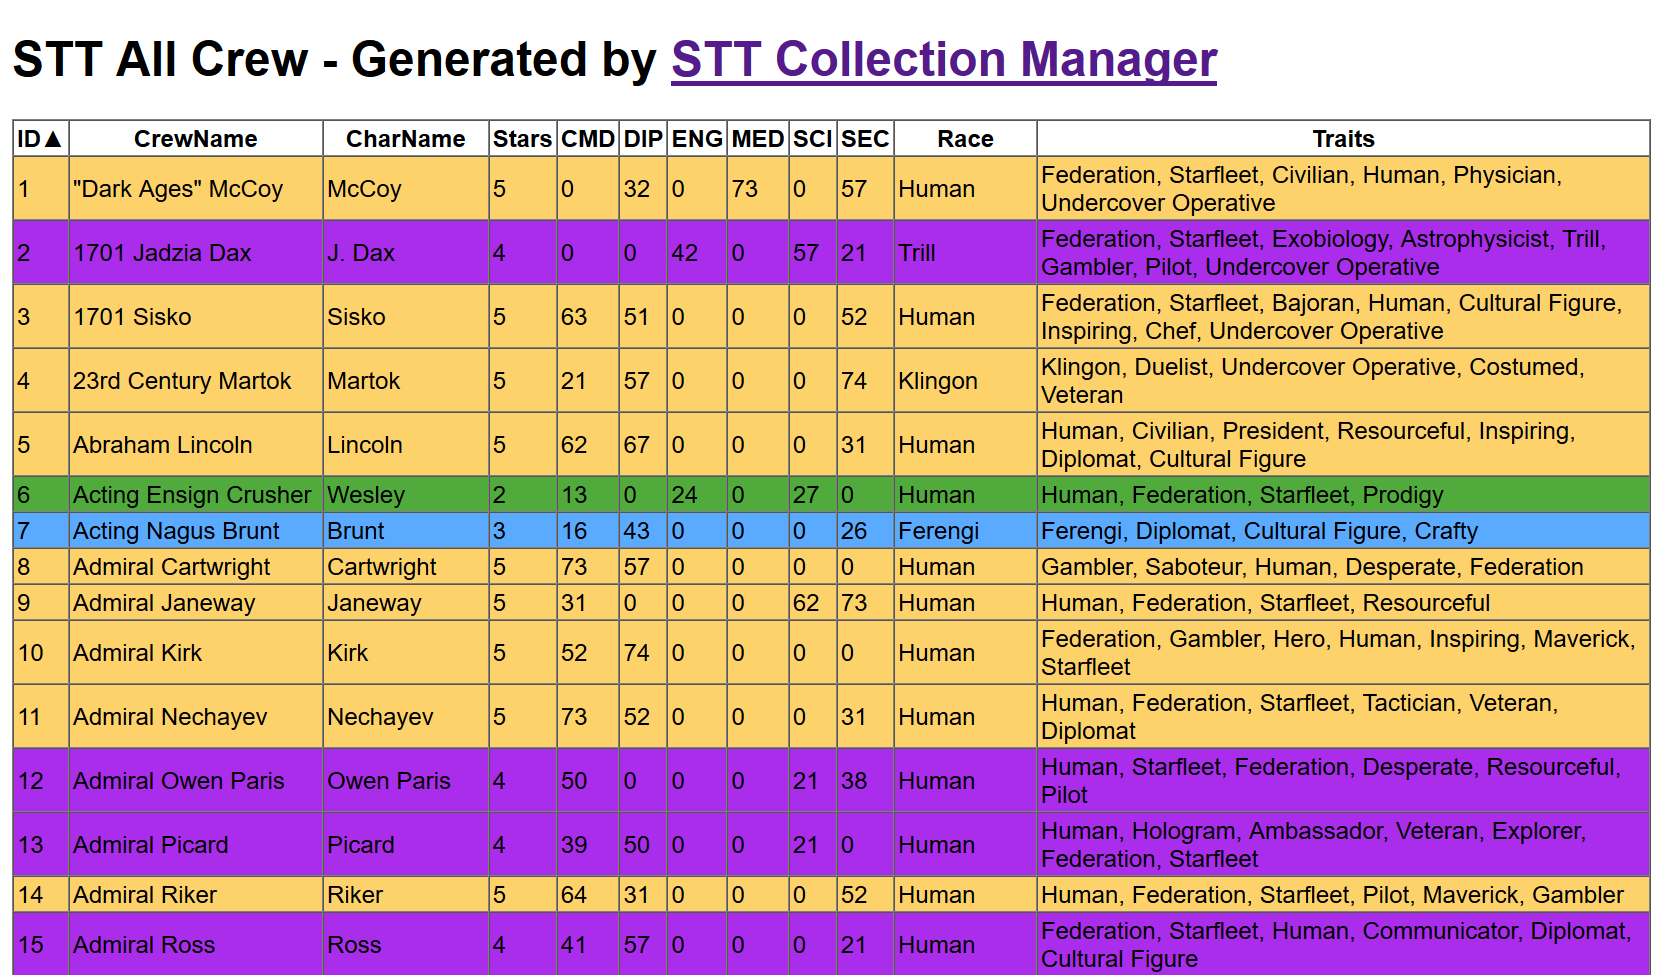 STT All Crew - Generated by STT Collection Manager
ID▲ CrewName CharName Stars CMD DIP ENG MED SCI SEC Race Traits
1 "Dark Ages" McCoy McCoy 5 0 32 0 73 0 57 Human Federation, Starfleet, Civilian, Human, Physician,
Undercover Operative
2 1701 Jadzia Dax J. Dax 4 0 0 42 0 57 21 Trill Federation, Starfleet, Exobiology, Astrophysicist, Trill,
Gambler, Pilot, Undercover Operative
3 1701 Sisko Sisko 5 63 51 0 0 0 52 Human Federation, Starfleet, Bajoran, Human, Cultural Figure,
Inspiring, Chef, Undercover Operative
4 23rd Century Martok Martok 5 21 57 0 0 0 74 Klingon Klingon, Duelist, Undercover Operative, Costumed,
Veteran
5 Abraham Lincoln Lincoln 5 62 67 0 0 0 31 Human Human, Civilian, President, Resourceful, Inspiring,
Diplomat, Cultural Figure
6 Acting Ensign Crusher Wesley 2 13 0 24 0 27 0 Human Human, Federation, Starfleet, Prodigy
7 Acting Nagus Brunt Brunt 3 16 43 0 0 0 26 Ferengi Ferengi, Diplomat, Cultural Figure, Crafty
8 Admiral Cartwright Cartwright 5 73 57 0 0 0 0 Human Gambler, Saboteur, Human, Desperate, Federation
9 Admiral Janeway Janeway 5 31 0 0 0 62 73 Human Human, Federation, Starfleet, Resourceful
10 Admiral Kirk Kirk 5 52 74 0 0 0 0 Human Federation, Gambler, Hero, Human, Inspiring, Maverick,
Starfleet
11 Admiral Nechayev Nechayev 5 73 52 0 0 0 31 Human Human, Federation, Starfleet, Tactician, Veteran,
Diplomat
12 Admiral Owen Paris Owen Paris 4 50 0 0 0 21 38 Human Human, Starfleet, Federation, Desperate, Resourceful,
Pilot
13 Admiral Picard Picard 4 39 50 0 0 21 0 Human Human, Hologram, Ambassador, Veteran, Explorer,
Federation, Starfleet
14 Admiral Riker Riker 5 64 31 0 0 0 52 Human Human, Federation, Starfleet, Pilot, Maverick, Gambler
15 Admiral Ross Ross 4 41 57 0 0 0 21 Human Federation, Starfleet, Human, Communicator, Diplomat,
Cultural Figure